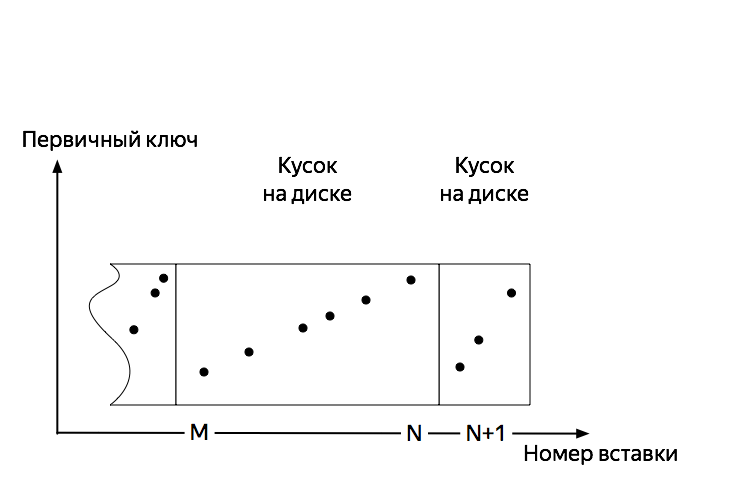 Первичный ключ
Кусок
на диске
Кусок
на диске
M
N
N+1
Номер вставки